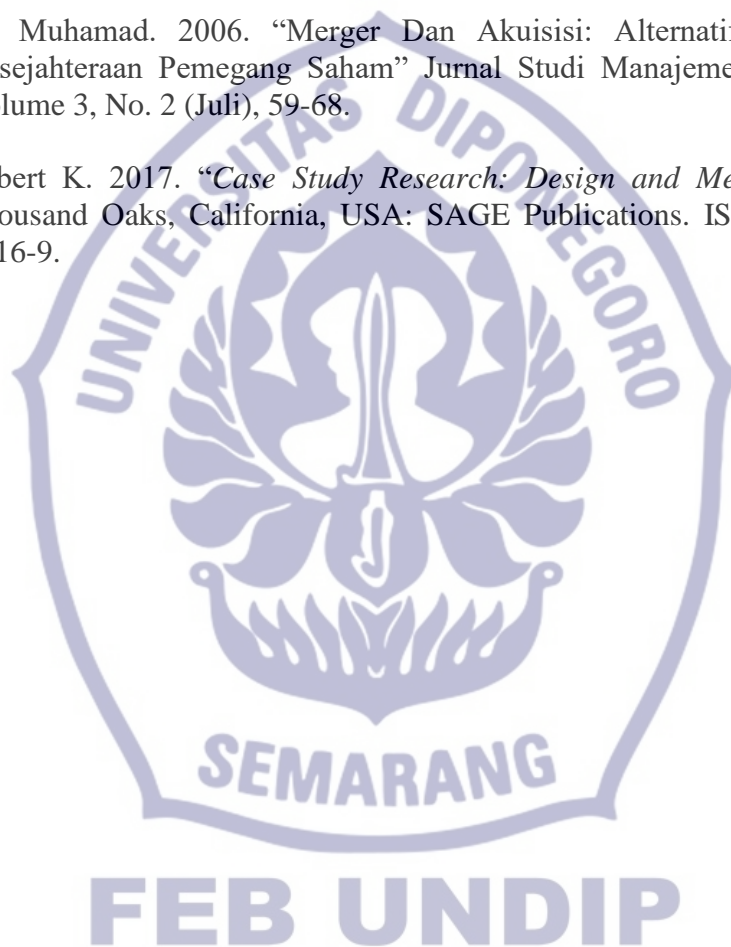 Muhamad. 2006. “Merger Dan Akuisisi: Alternatif
sejahteraan Pemegang Saham” Jurnal Studi Manajeme
olume 3, No. 2 (Juli), 59-68.
bert K. 2017. “Case Study Research: Design and Me
ousand Oaks, California, USA: SAGE Publications. IS
16-9.
UNIVERSITAS DIPONEGORO
SEMARANG
FEB UNDIP